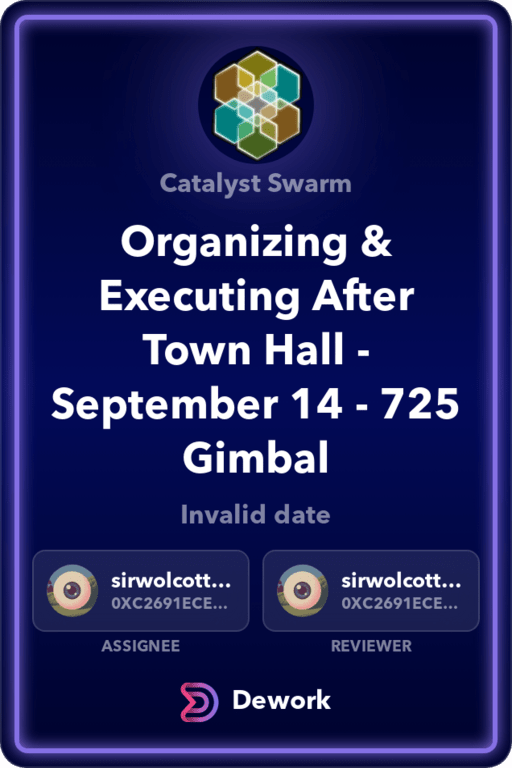 Catalyst Swarm
Organizing &
Executing After
Town Hall -
September 14 - 725
Gimbal
Invalid date
sirwolcott...
0XC2691ECE...
ASSIGNEE
sirwolcott...
0XC2691ECE...
REVIEWER
Dework